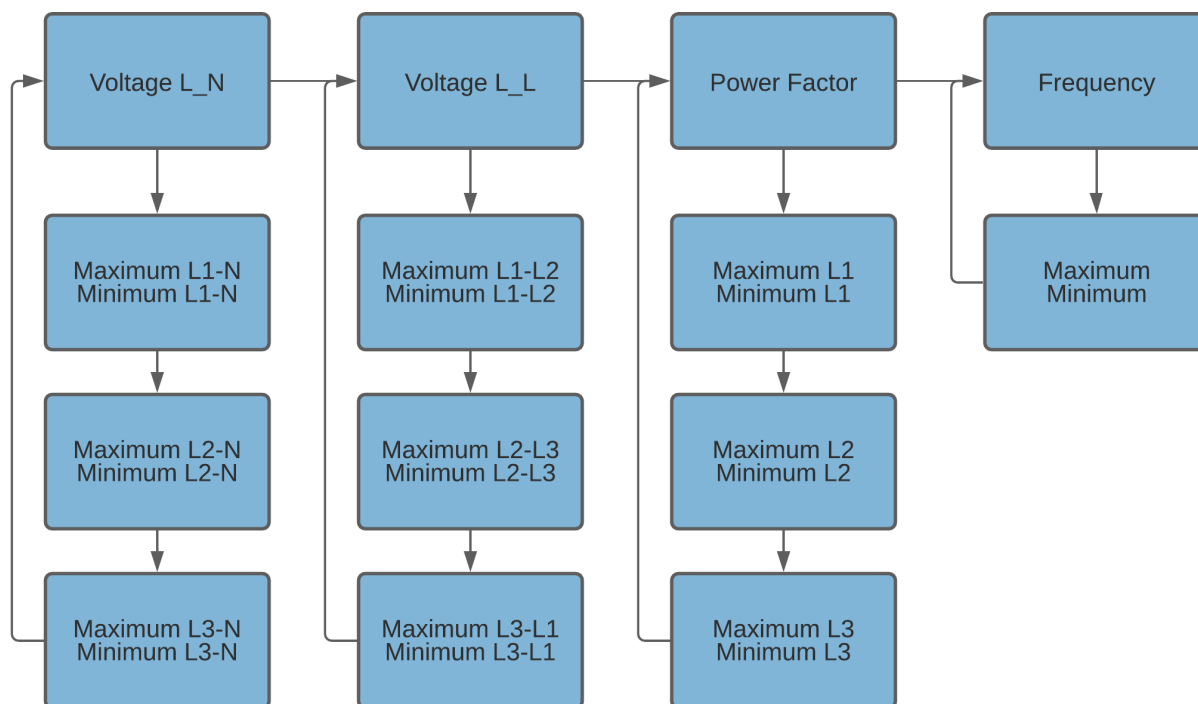 Voltage L_N
Voltage L_L
Power Factor
Frequency
Maximum L1-N
Minimum L1-N
Maximum L1-L2
Minimum L1-L2
Maximum L1
Minimum L1
Maximum
Minimum
Maximum L2-N
Minimum L2-N
Maximum L2-L3
Minimum L2-L3
Maximum L2
Minimum L2
Maximum L3-N
Minimum L3-N
Maximum L3-L1
Minimum L3-L1
Maximum L3
Minimum L3